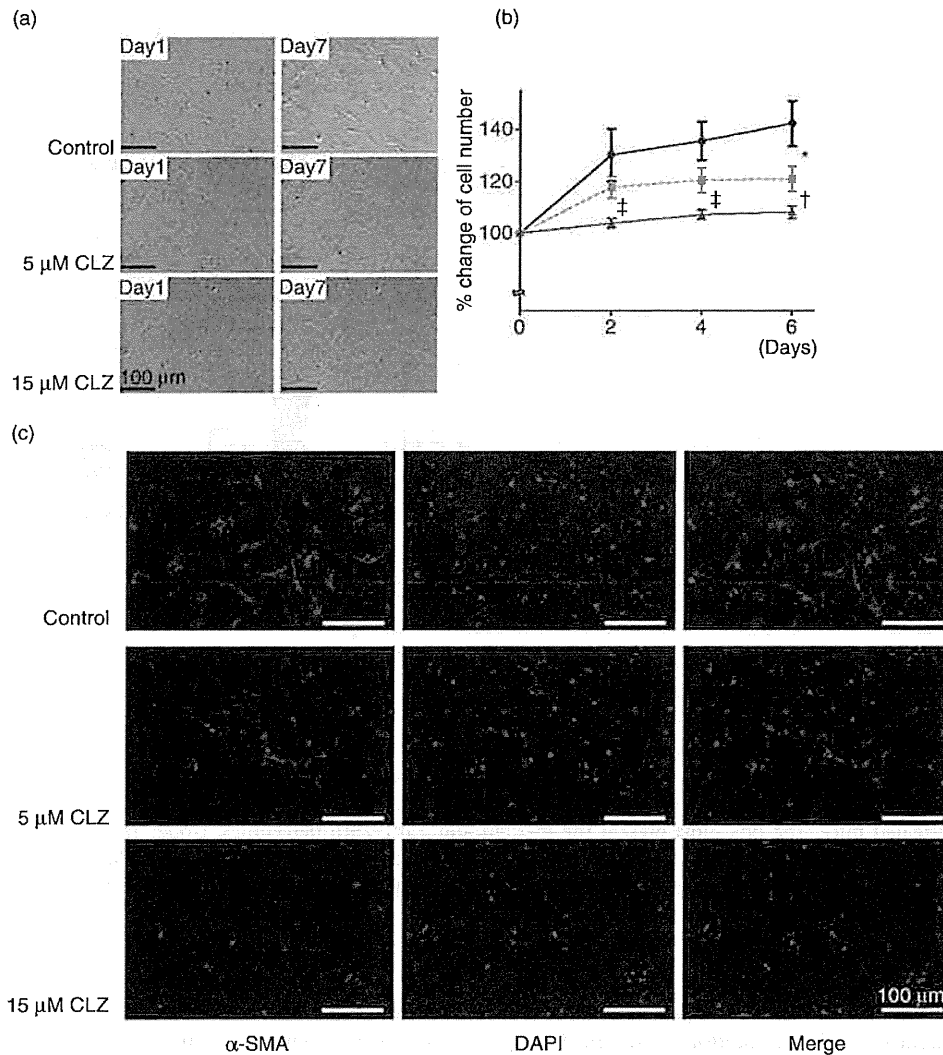 (a)
Day1
Day7
Control
Day1
Day7
5 μM CLZ
Day1
Day7
100 μm
15 μM CLZ
(b)
% change of cell number
140
120
100
*
‡
‡
†
0
2
4
6
(Days)
(c)
Control
5 μM CLZ
15 μM CLZ
100 μm
α-SMA
DAPI
Merge